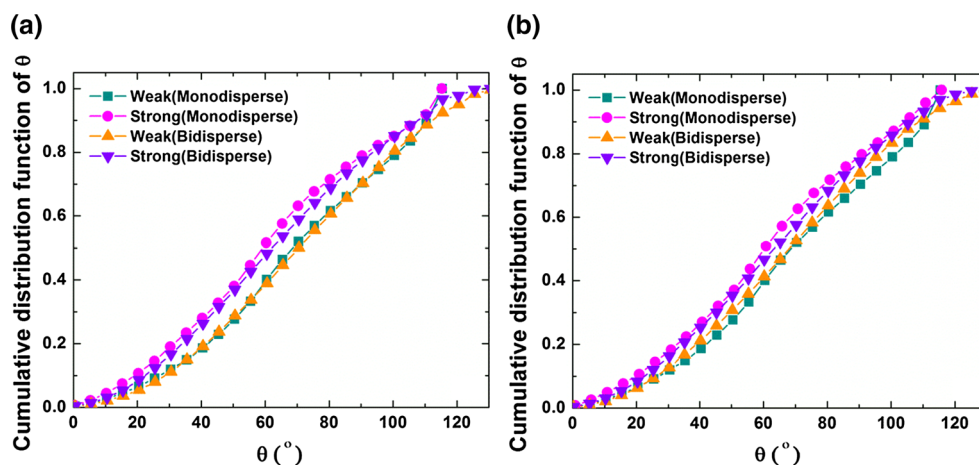 (a)
Cumulative distribution function of θ
1.0
0.8
0.6
0.4
0.2
0.0
Weak(Monodisperse)
Strong(Monodisperse)
Weak(Bidisperse)
Strong(Bidisperse)
0 20 40 60 80 100 120
θ (°)
(b)
Cumulative distribution function of θ
1.0
0.8
0.6
0.4
0.2
0.0
Weak(Monodisperse)
Strong(Monodisperse)
Weak(Bidisperse)
Strong(Bidisperse)
0 20 40 60 80 100 120
θ (°)